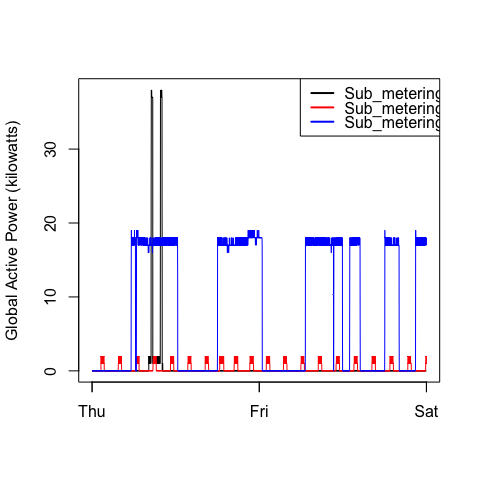 Sub_metering
Sub_metering
Sub_metering
Global Active Power (kilowatts)
30
20
10
0
Thu Fri Sat